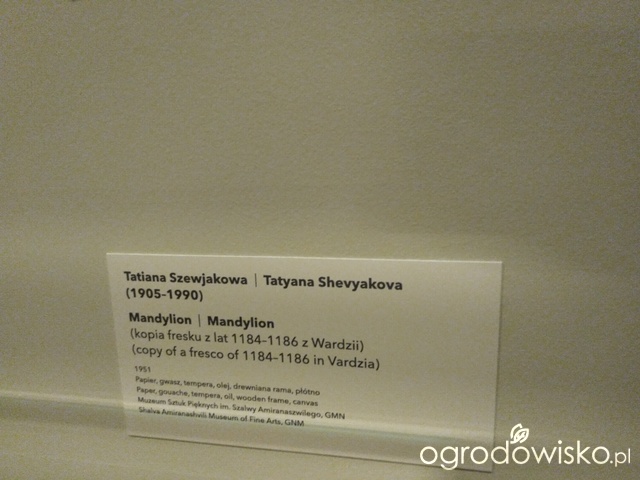 Tatiana Szewjakowa | Tatyana Shevyakova
(1905–1990)
Mandylion | Mandylion
(kopia fresku z lat 1184–1186 z Wardzii)
(copy of a fresco of 1184–1186 in Vardzia)
1951
Papier, gwasz, tempera, olej, drewniana rama, płótno
Paper, gouache, tempera, oil, wooden frame, canvas
Muzeum Sztuk Pięknych im. Szalwy Amiranaszwilego, GMN
Shalva Amiranashvili Museum of Fine Arts, GNM
ogrodowisko.pl